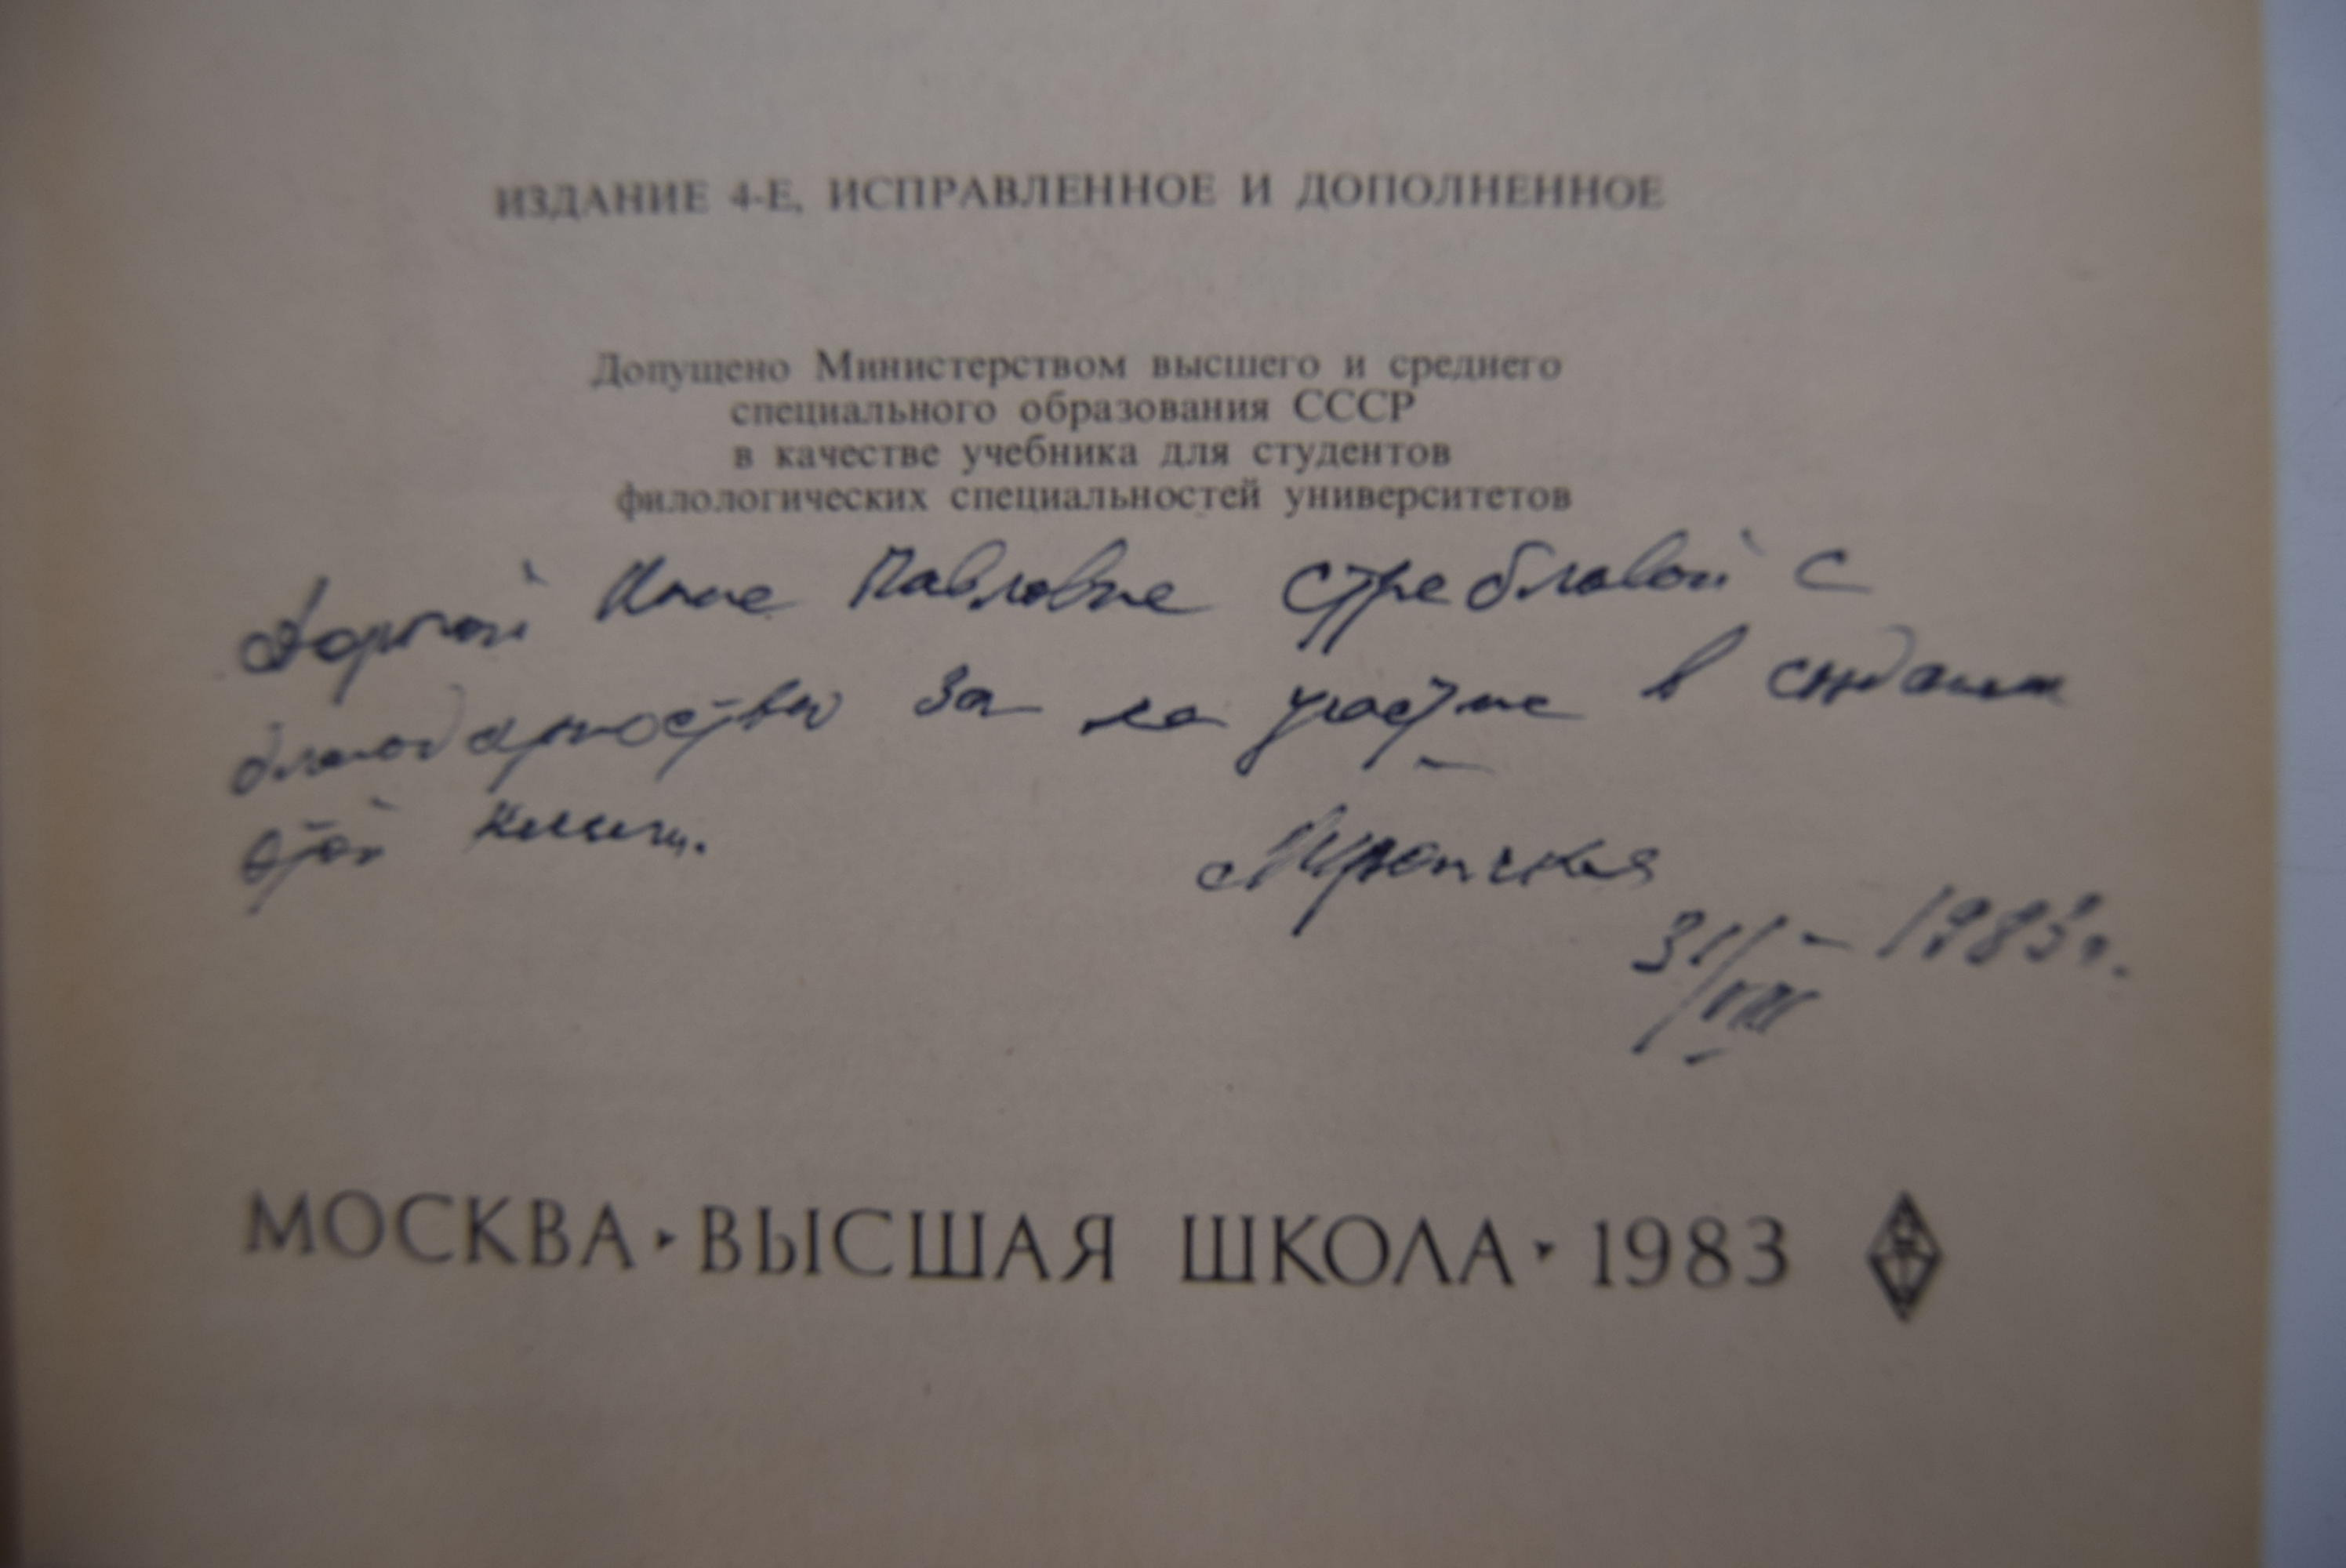 ИЗДАНИЕ 4-Е, ИСПРАВЛЕННОЕ И ДОПОЛНЕННОЕ
Допущено Министерством высшего и среднего
специального образования СССР
в качестве учебника для студентов
филологических специальностей университетов
Дорогой Инне Павловне Стребловой с
благодарностью за участие в создании
этой книги.
31/VIII – 1983 г.
МОСКВА · ВЫСШАЯ ШКОЛА · 1983